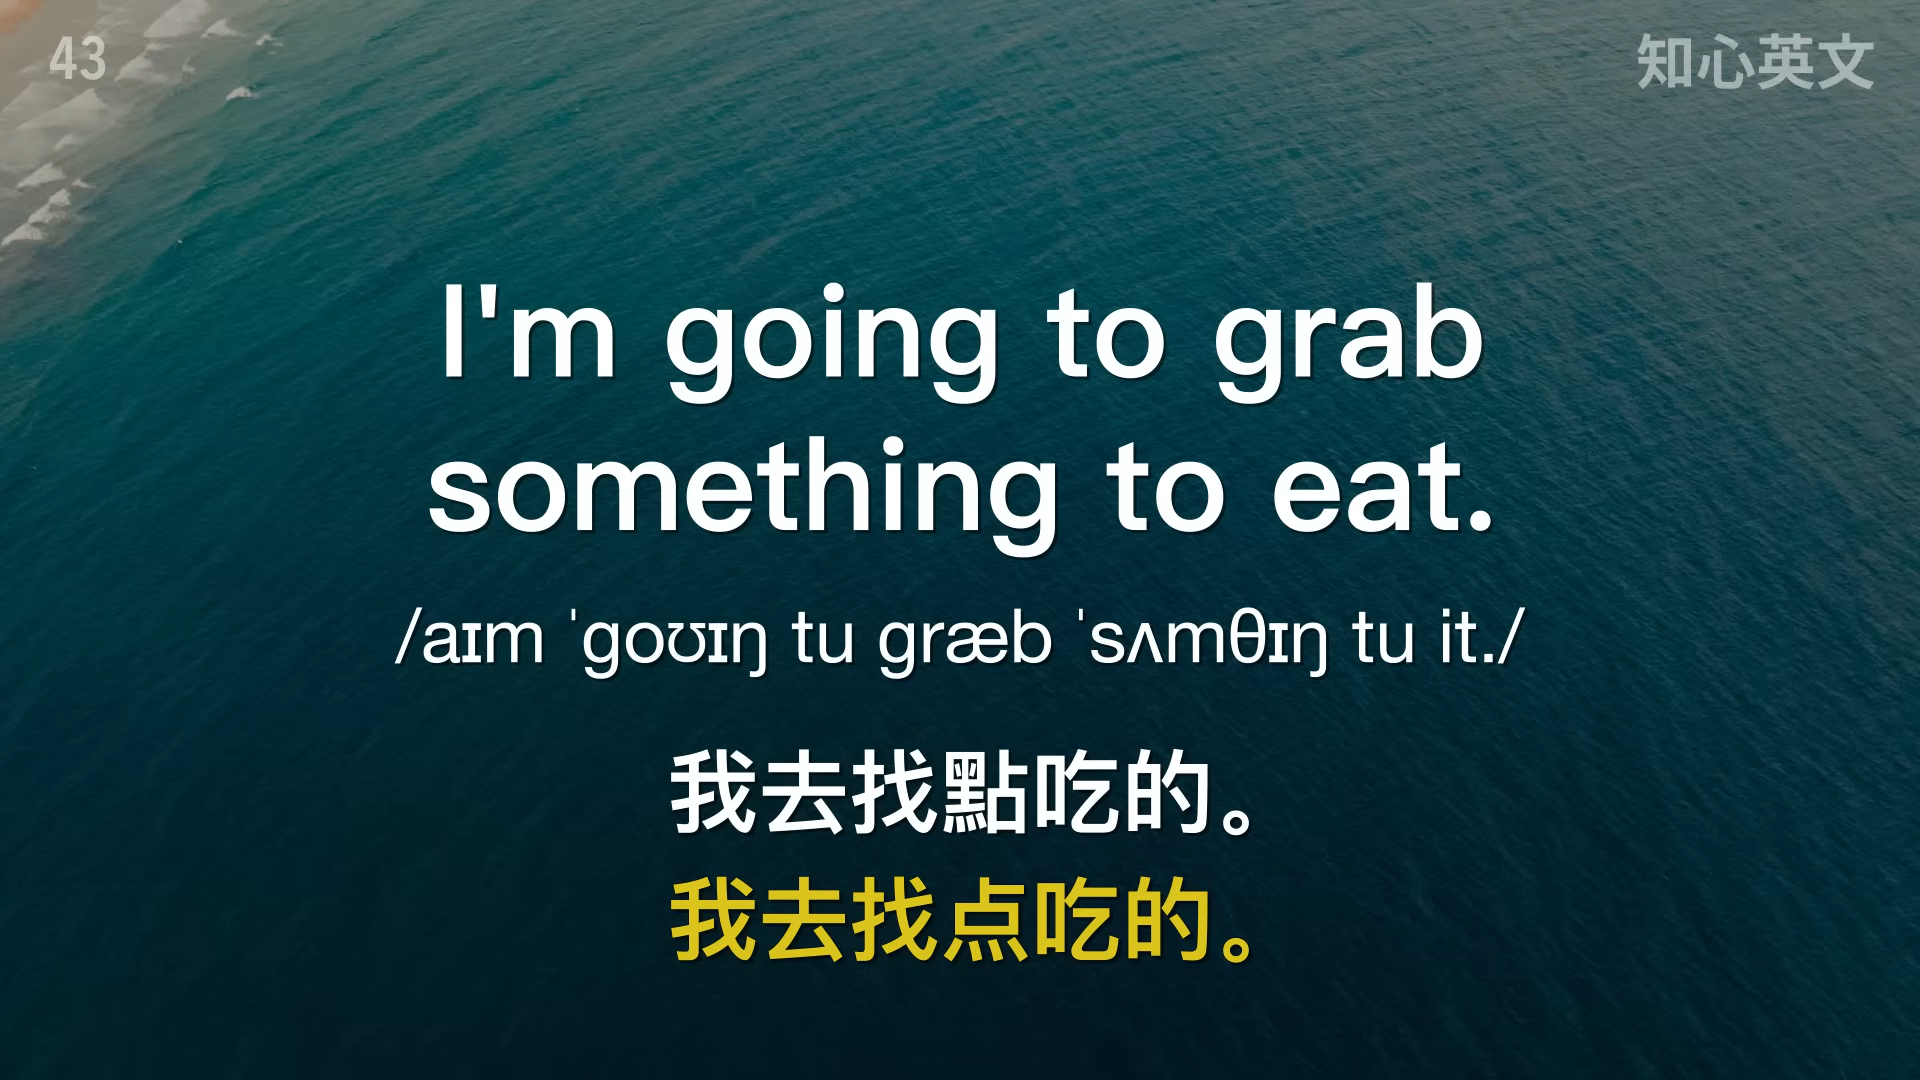 43
知心英文
I'm going to grab
something to eat.
/aɪm ˈgoʊɪŋ tu græb ˈsʌmθɪŋ tu it./
我去找點吃的。
我去找点吃的。